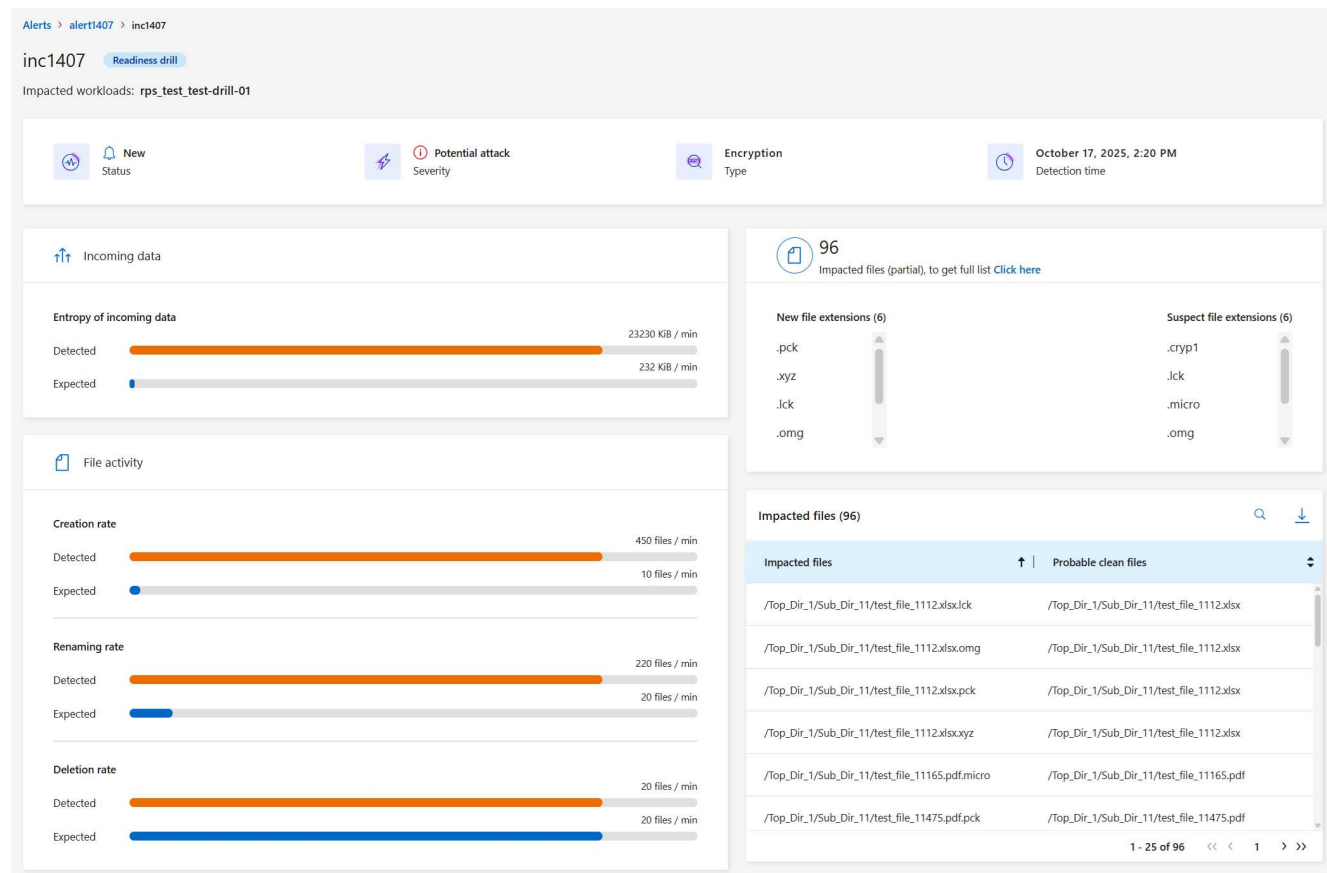 Alerts > alert1407 > inc1407
inc1407 Readiness drill
Impacted workloads: rps_test_test-drill-01
New
Status
Potential attack
Severity
Encryption
Type
October 17, 2025, 2:20 PM
Detection time
Incoming data
Entropy of incoming data
23230 KiB / min
Detected
232 KiB / min
Expected
File activity
Creation rate
450 files / min
Detected
10 files / min
Expected
Renaming rate
220 files / min
Detected
20 files / min
Expected
Deletion rate
20 files / min
Detected
20 files / min
Expected
96
Impacted files (partial), to get full list Click here
New file extensions (6)
.pck
.xyz
.lck
.omg
Suspect file extensions (6)
.cryp1
.lck
.micro
.omg
Impacted files (96)
Impacted files Probable clean files
/Top_Dir_1/Sub_Dir_11/test_file_1112.xlsx.lck /Top_Dir_1/Sub_Dir_11/test_file_1112.xlsx
/Top_Dir_1/Sub_Dir_11/test_file_1112.xlsx.omg /Top_Dir_1/Sub_Dir_11/test_file_1112.xlsx
/Top_Dir_1/Sub_Dir_11/test_file_1112.xlsx.pck /Top_Dir_1/Sub_Dir_11/test_file_1112.xlsx
/Top_Dir_1/Sub_Dir_11/test_file_1112.xlsx.xyz /Top_Dir_1/Sub_Dir_11/test_file_1112.xlsx
/Top_Dir_1/Sub_Dir_11/test_file_11165.pdf.micro /Top_Dir_1/Sub_Dir_11/test_file_11165.pdf
/Top_Dir_1/Sub_Dir_11/test_file_11475.pdf.pck /Top_Dir_1/Sub_Dir_11/test_file_11475.pdf
1 - 25 of 96 << < 1 > >>